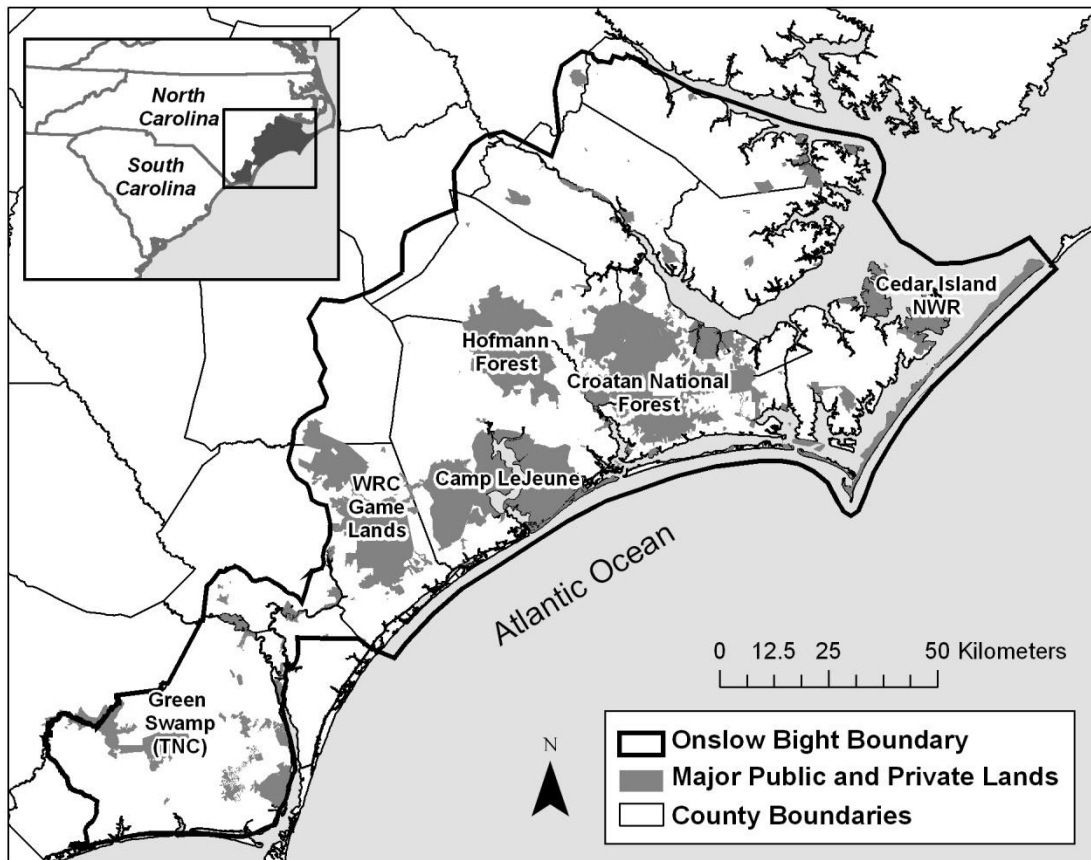 North
Carolina
South
Carolina
Cedar Island
NWR
Hofmann
Forest
Croatan National
Forest
WRC
Game
Lands
Camp LeJeune
Atlantic Ocean
Green
Swamp
(TNC)
0 12.5 25 50 Kilometers
N
Onslow Bight Boundary
Major Public and Private Lands
County Boundaries